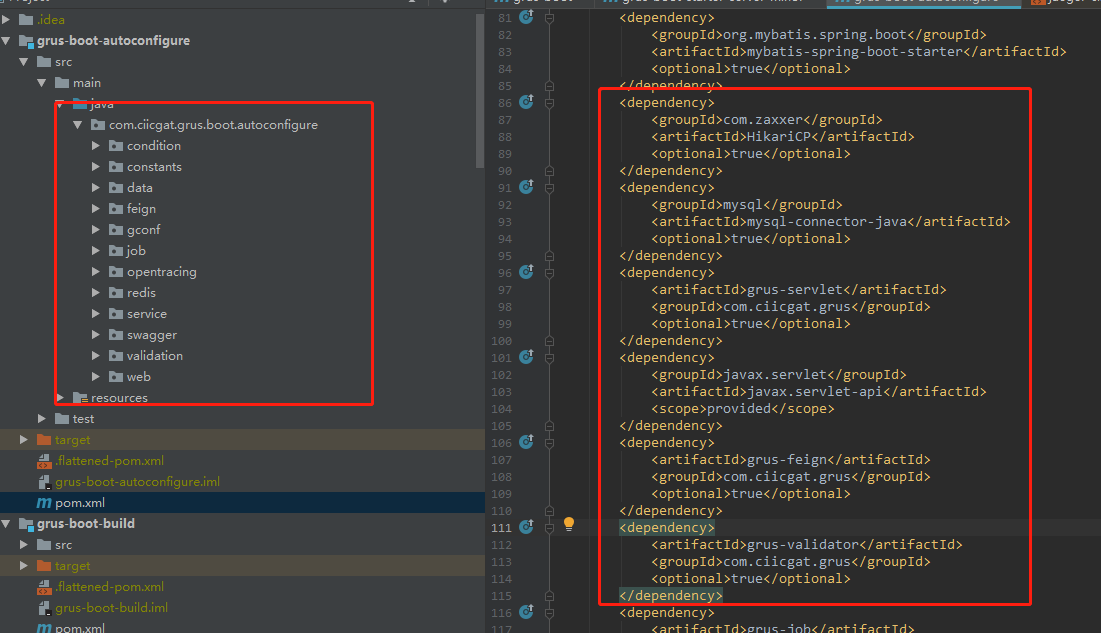 .idea
grus-boot-autoconfigure
src
main
java
com.ciicgat.grus.boot.autoconfigure
condition
constants
data
feign
gconf
job
opentracing
redis
service
swagger
validation
web
resources
test
target
.flattened-pom.xml
grus-boot-autoconfigure.iml
pom.xml
grus-boot-build
src
target
.flattened-pom.xml
grus-boot-build.iml
pom.xml
81 <dependency>
82 <groupId>org.mybatis.spring.boot</groupId>
83 <artifactId>mybatis-spring-boot-starter</artifactId>
84 <optional>true</optional>
85 </dependency>
86 <dependency>
87 <groupId>com.zaxxer</groupId>
88 <artifactId>HikariCP</artifactId>
89 <optional>true</optional>
90 </dependency>
91 <dependency>
92 <groupId>mysql</groupId>
93 <artifactId>mysql-connector-java</artifactId>
94 <optional>true</optional>
95 </dependency>
96 <dependency>
97 <artifactId>grus-servlet</artifactId>
98 <groupId>com.ciicgat.grus</groupId>
99 <optional>true</optional>
100 </dependency>
101 <dependency>
102 <groupId>javax.servlet</groupId>
103 <artifactId>javax.servlet-api</artifactId>
104 <scope>provided</scope>
105 </dependency>
106 <dependency>
107 <artifactId>grus-feign</artifactId>
108 <groupId>com.ciicgat.grus</groupId>
109 <optional>true</optional>
110 </dependency>
111 <dependency>
112 <artifactId>grus-validator</artifactId>
113 <groupId>com.ciicgat.grus</groupId>
114 <optional>true</optional>
115 </dependency>
116 <dependency>
117 <artifactId>grus-job</artifactId>